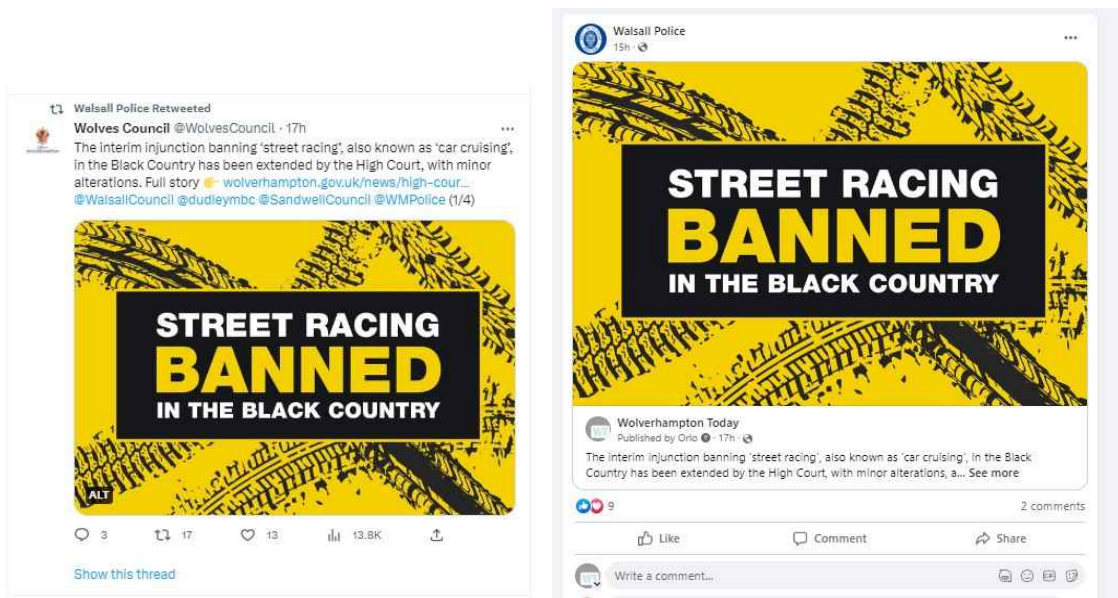 Walsall Police Retweeted
Wolves Council @WolvesCouncil · 17h
The interim injunction banning 'street racing', also known as 'car cruising',
in the Black Country has been extended by the High Court, with minor
alterations. Full story 👉 wolverhampton.gov.uk/news/high-cour...
@WalsallCouncil @dudleymbc @SandwellCouncil @WMPolice (1/4)
STREET RACING
BANNED
IN THE BLACK COUNTRY
ALT
3 17 13 13.8K
Show this thread
Walsall Police
15h ·
STREET RACING
BANNED
IN THE BLACK COUNTRY
Wolverhampton Today
Published by Orlo · 17h ·
The interim injunction banning 'street racing', also known as 'car cruising', in the Black
Country has been extended by the High Court, with minor alterations, a... See more
9 2 comments
Like Comment Share
Write a comment...